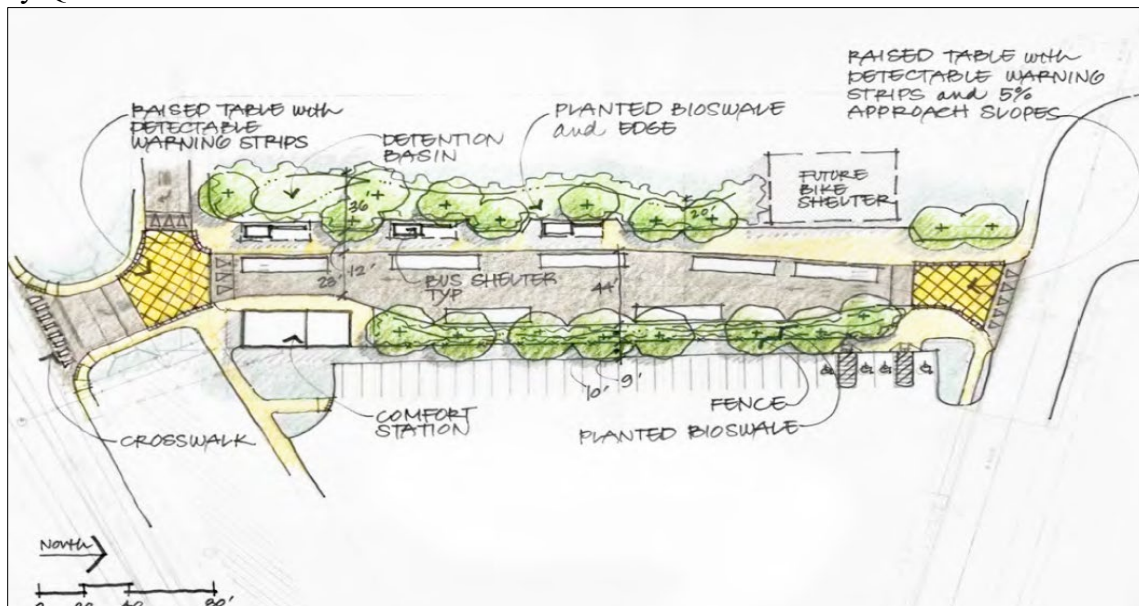 RAISED TABLE with
DETECTABLE
WARNING STRIPS
DETENTION
BASIN
PLANTED BIOSWALE
and EDGE
RAISED TABLE with
DETECTABLE WARNING
STRIPS and 5%
APPROACH SLOPES
FUTURE
BIKE
SHELTER
36
20'
28'
12'
BUS SHELTER
TYP
44'
10'
9'
FENCE
PLANTED BIOSWALE
COMFORT
STATION
CROSSWALK
North